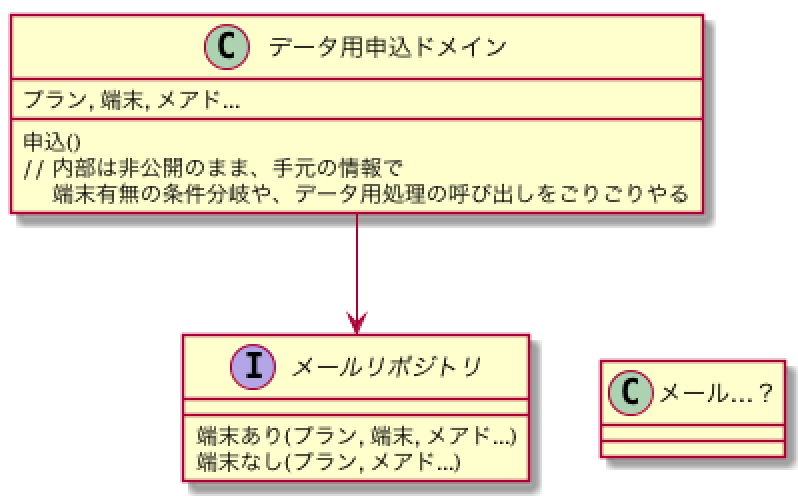 C データ用申込ドメイン
プラン, 端末, メアド...
申込()
// 内部は非公開のまま、手元の情報で
端末有無の条件分岐や、データ用処理の呼び出しをごりごりやる
I メールリポジトリ
端末あり(プラン, 端末, メアド...)
端末なし(プラン, メアド...)
C メール...？